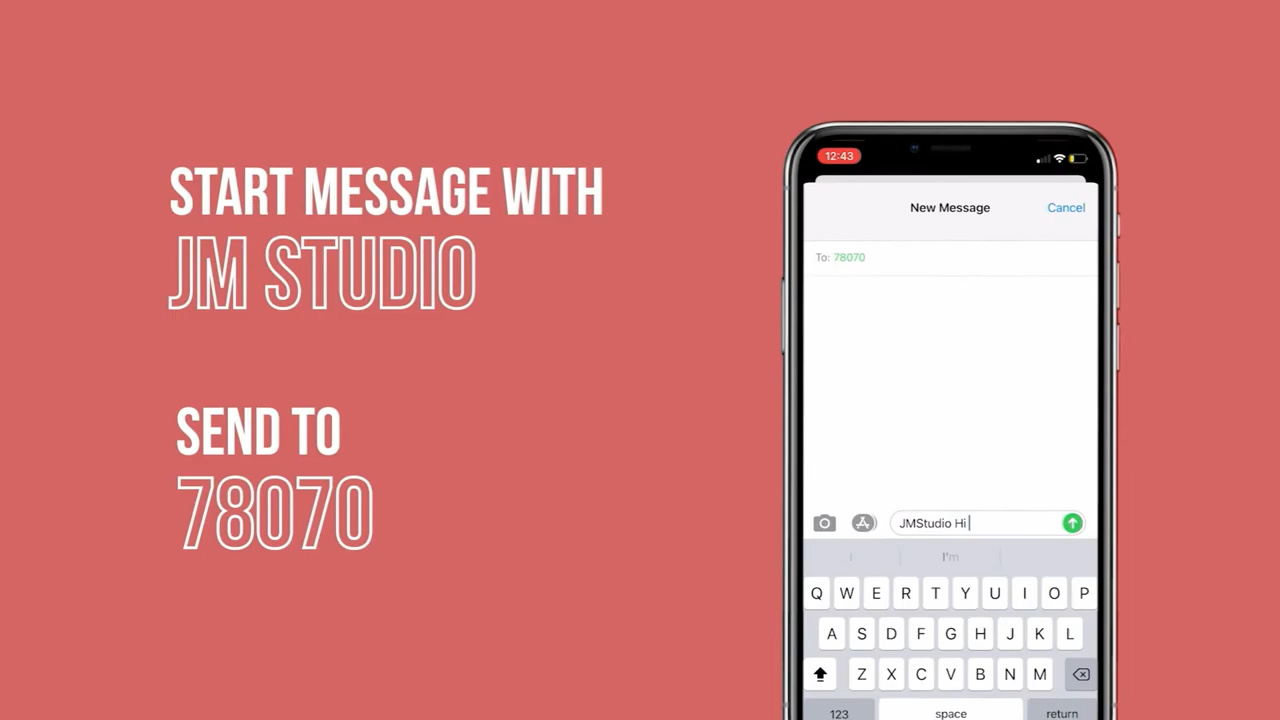 START MESSAGE WITH
JM STUDIO
SEND TO
78070
12:43
New Message
Cancel
To: 78070
JMStudio Hi
i
I'm
Q W E R T Y U I O P
A S D F G H J K L
Z X C V B N M
123
space
return